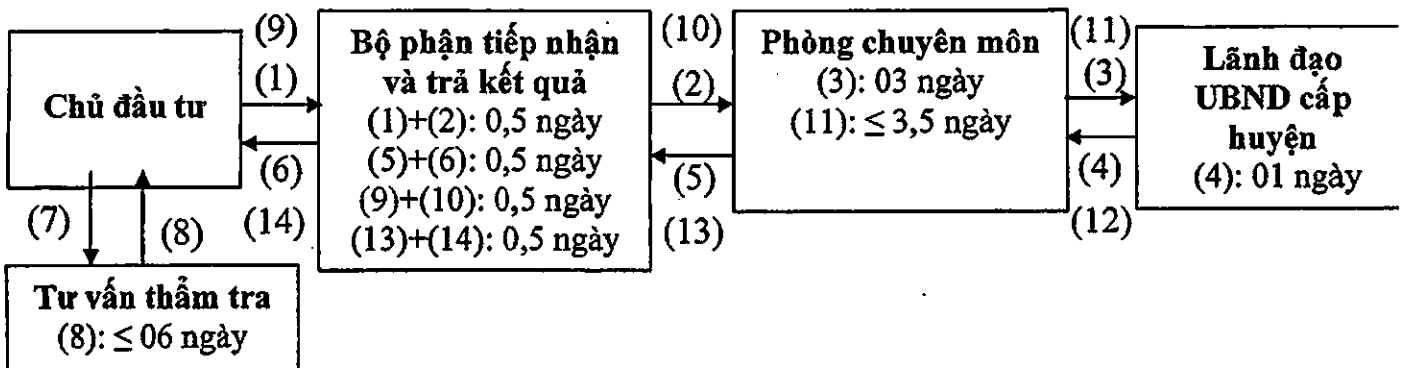 Chủ đầu tư
(7)
(8)
Tư vấn thẩm tra
(8): ≤ 06 ngày
(9)
(1)
(6)
(14)
Bộ phận tiếp nhận
và trả kết quả
(1)+(2): 0,5 ngày
(5)+(6): 0,5 ngày
(9)+(10): 0,5 ngày
(13)+(14): 0,5 ngày
(10)
(2)
(5)
(13)
Phòng chuyên môn
(3): 03 ngày
(11): ≤ 3,5 ngày
(11)
(3)
(4)
(12)
Lãnh đạo
UBND cấp
huyện
(4): 01 ngày